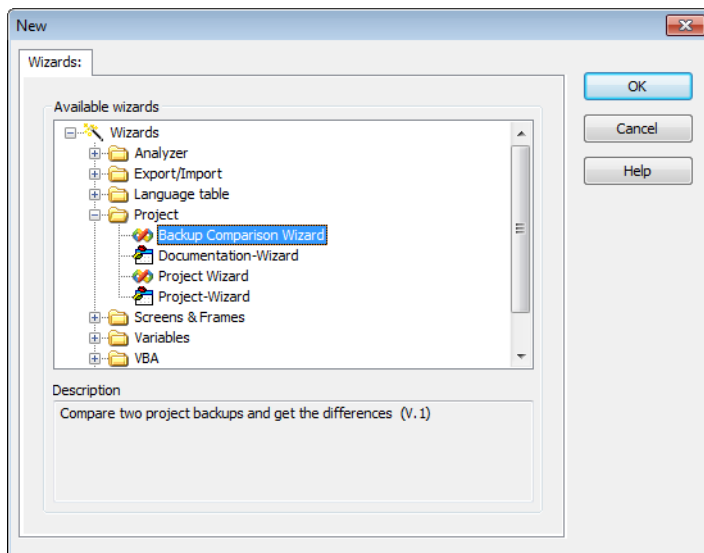 New
Wizards:
Available wizards
Wizards
Analyzer
Export/Import
Language table
Project
Backup Comparison Wizard
Documentation-Wizard
Project Wizard
Project-Wizard
Screens & Frames
Variables
VBA
Description
Compare two project backups and get the differences (V.1)
OK
Cancel
Help